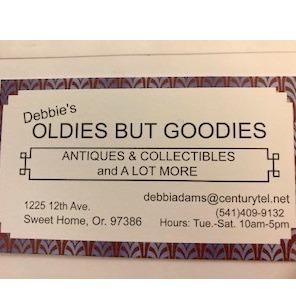 Debbie's
OLDIES BUT GOODIES
ANTIQUES & COLLECTIBLES
and A LOT MORE
debbiadams@centurytel.net
1225 12th Ave. (541)409-9132
Sweet Home, Or. 97386 Hours: Tue.-Sat. 10am-5pm